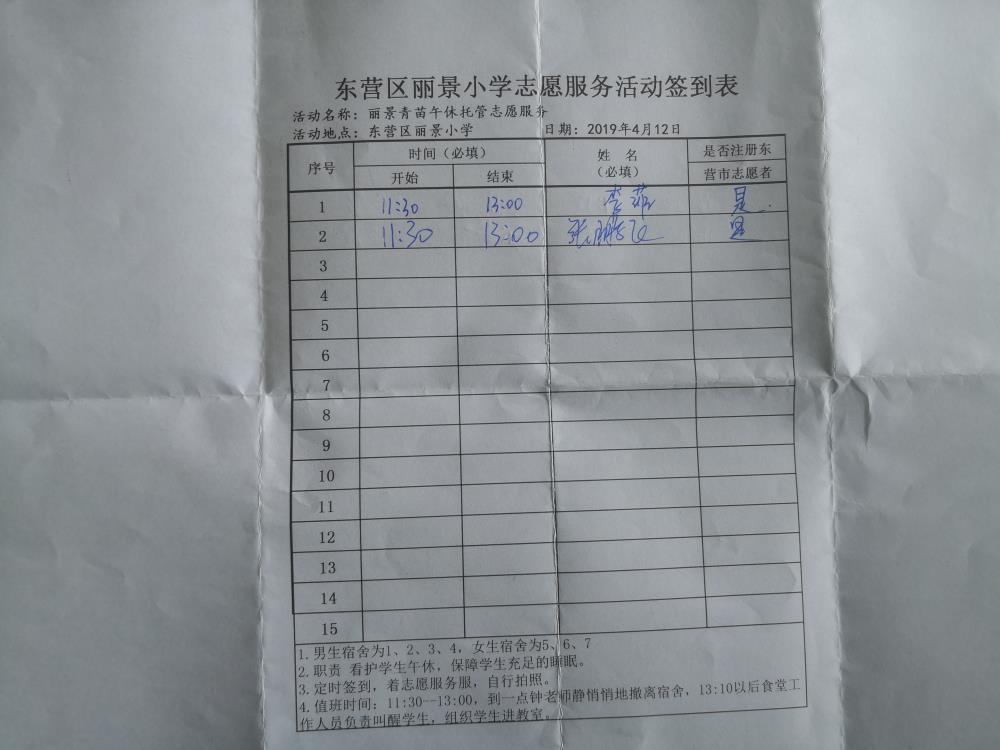 东营区丽景小学志愿服务活动签到表
活动名称：丽景青苗午休托管志愿服务
活动地点：东营区丽景小学 日期：2019年4月12日
序号 时间（必填） 姓 名 是否注册东
开始 结束 （必填） 营市志愿者
1 11:30 13:00 李菲 是
2 11:30 13:00 张鹏飞 是
3
4
5
6
7
8
9
10
11
12
13
14
15
1.男生宿舍为1、2、3、4，女生宿舍为5、6、7
2.职责 看护学生午休，保障学生充足的睡眠。
3.定时签到，着志愿服务服，自行拍照。
4.值班时间：11:30--13:00，到一点钟老师静悄悄地撤离宿舍，13:10以后食堂工
作人员负责叫醒学生，组织学生进教室。